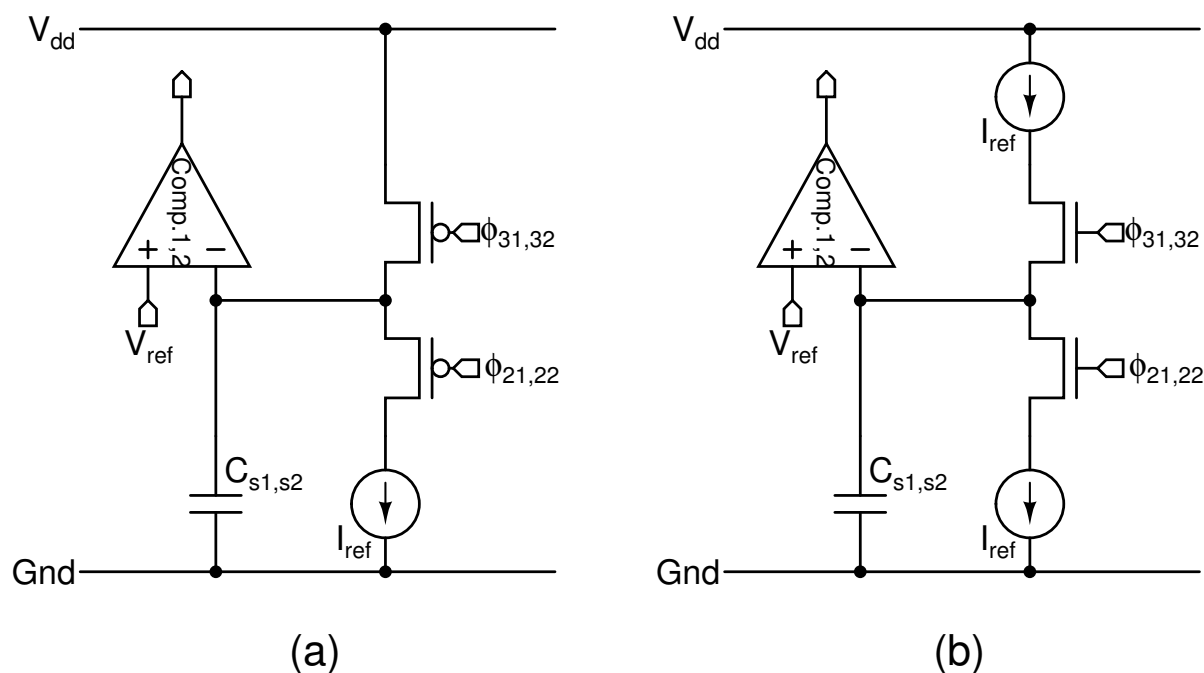 V_dd
Comp.1,2
+ −
V_ref
ϕ_31,32
ϕ_21,22
C_s1,s2
I_ref
Gnd
(a)
V_dd
I_ref
Comp.1,2
+ −
V_ref
ϕ_31,32
ϕ_21,22
C_s1,s2
I_ref
Gnd
(b)